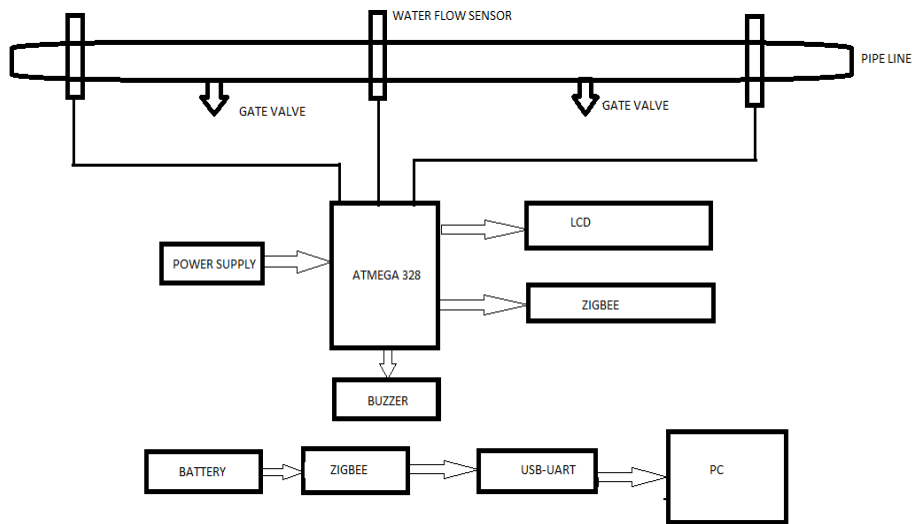 WATER FLOW SENSOR
PIPE LINE
GATE VALVE
GATE VALVE
LCD
POWER SUPPLY
ATMEGA 328
ZIGBEE
BUZZER
BATTERY
ZIGBEE
USB-UART
PC